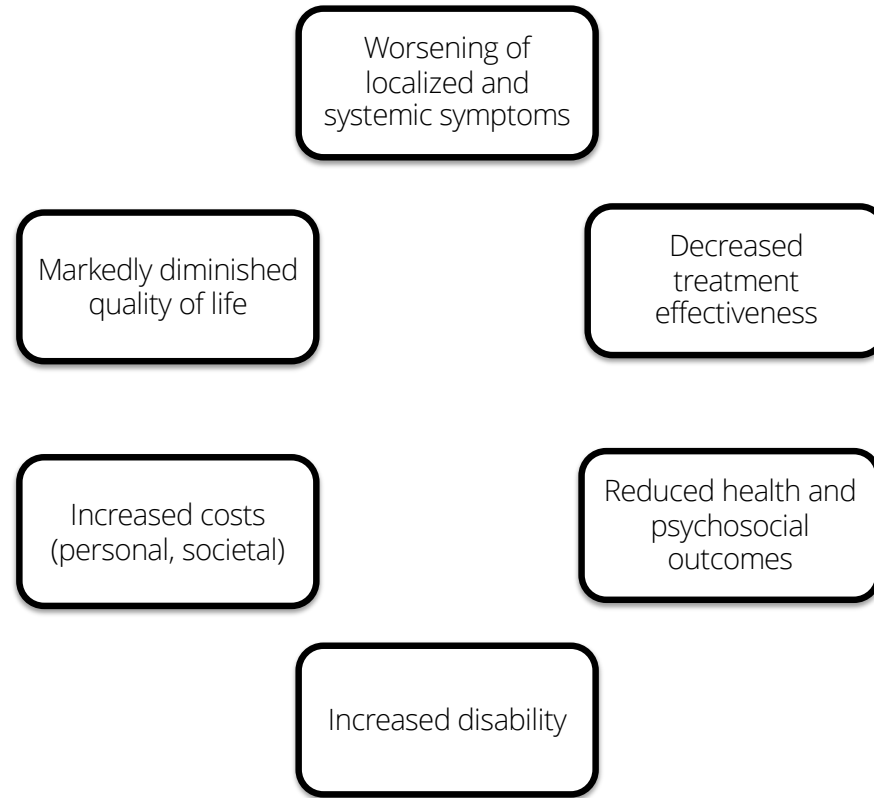 Worsening of
localized and
systemic symptoms
Markedly diminished
quality of life
Decreased
treatment
effectiveness
Increased costs
(personal, societal)
Reduced health and
psychosocial
outcomes
Increased disability